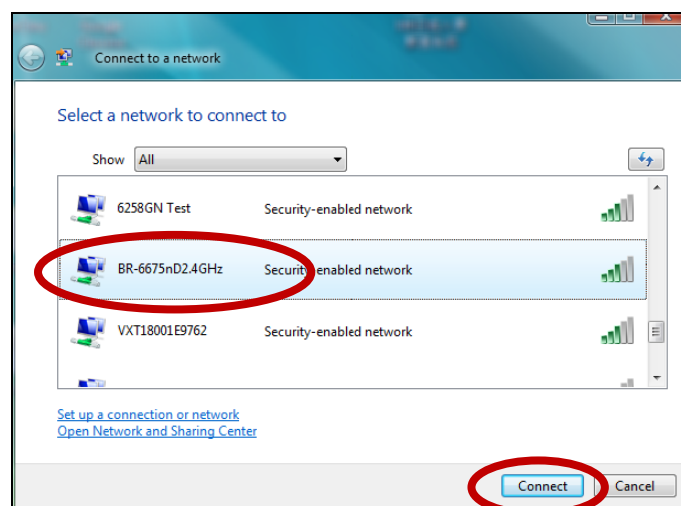 Connect to a network
Select a network to connect to
Show All
6258GN Test Security-enabled network
BR-6675nD2.4GHz Security-enabled network
VXT18001E9762 Security-enabled network
Set up a connection or network
Open Network and Sharing Center
Connect Cancel